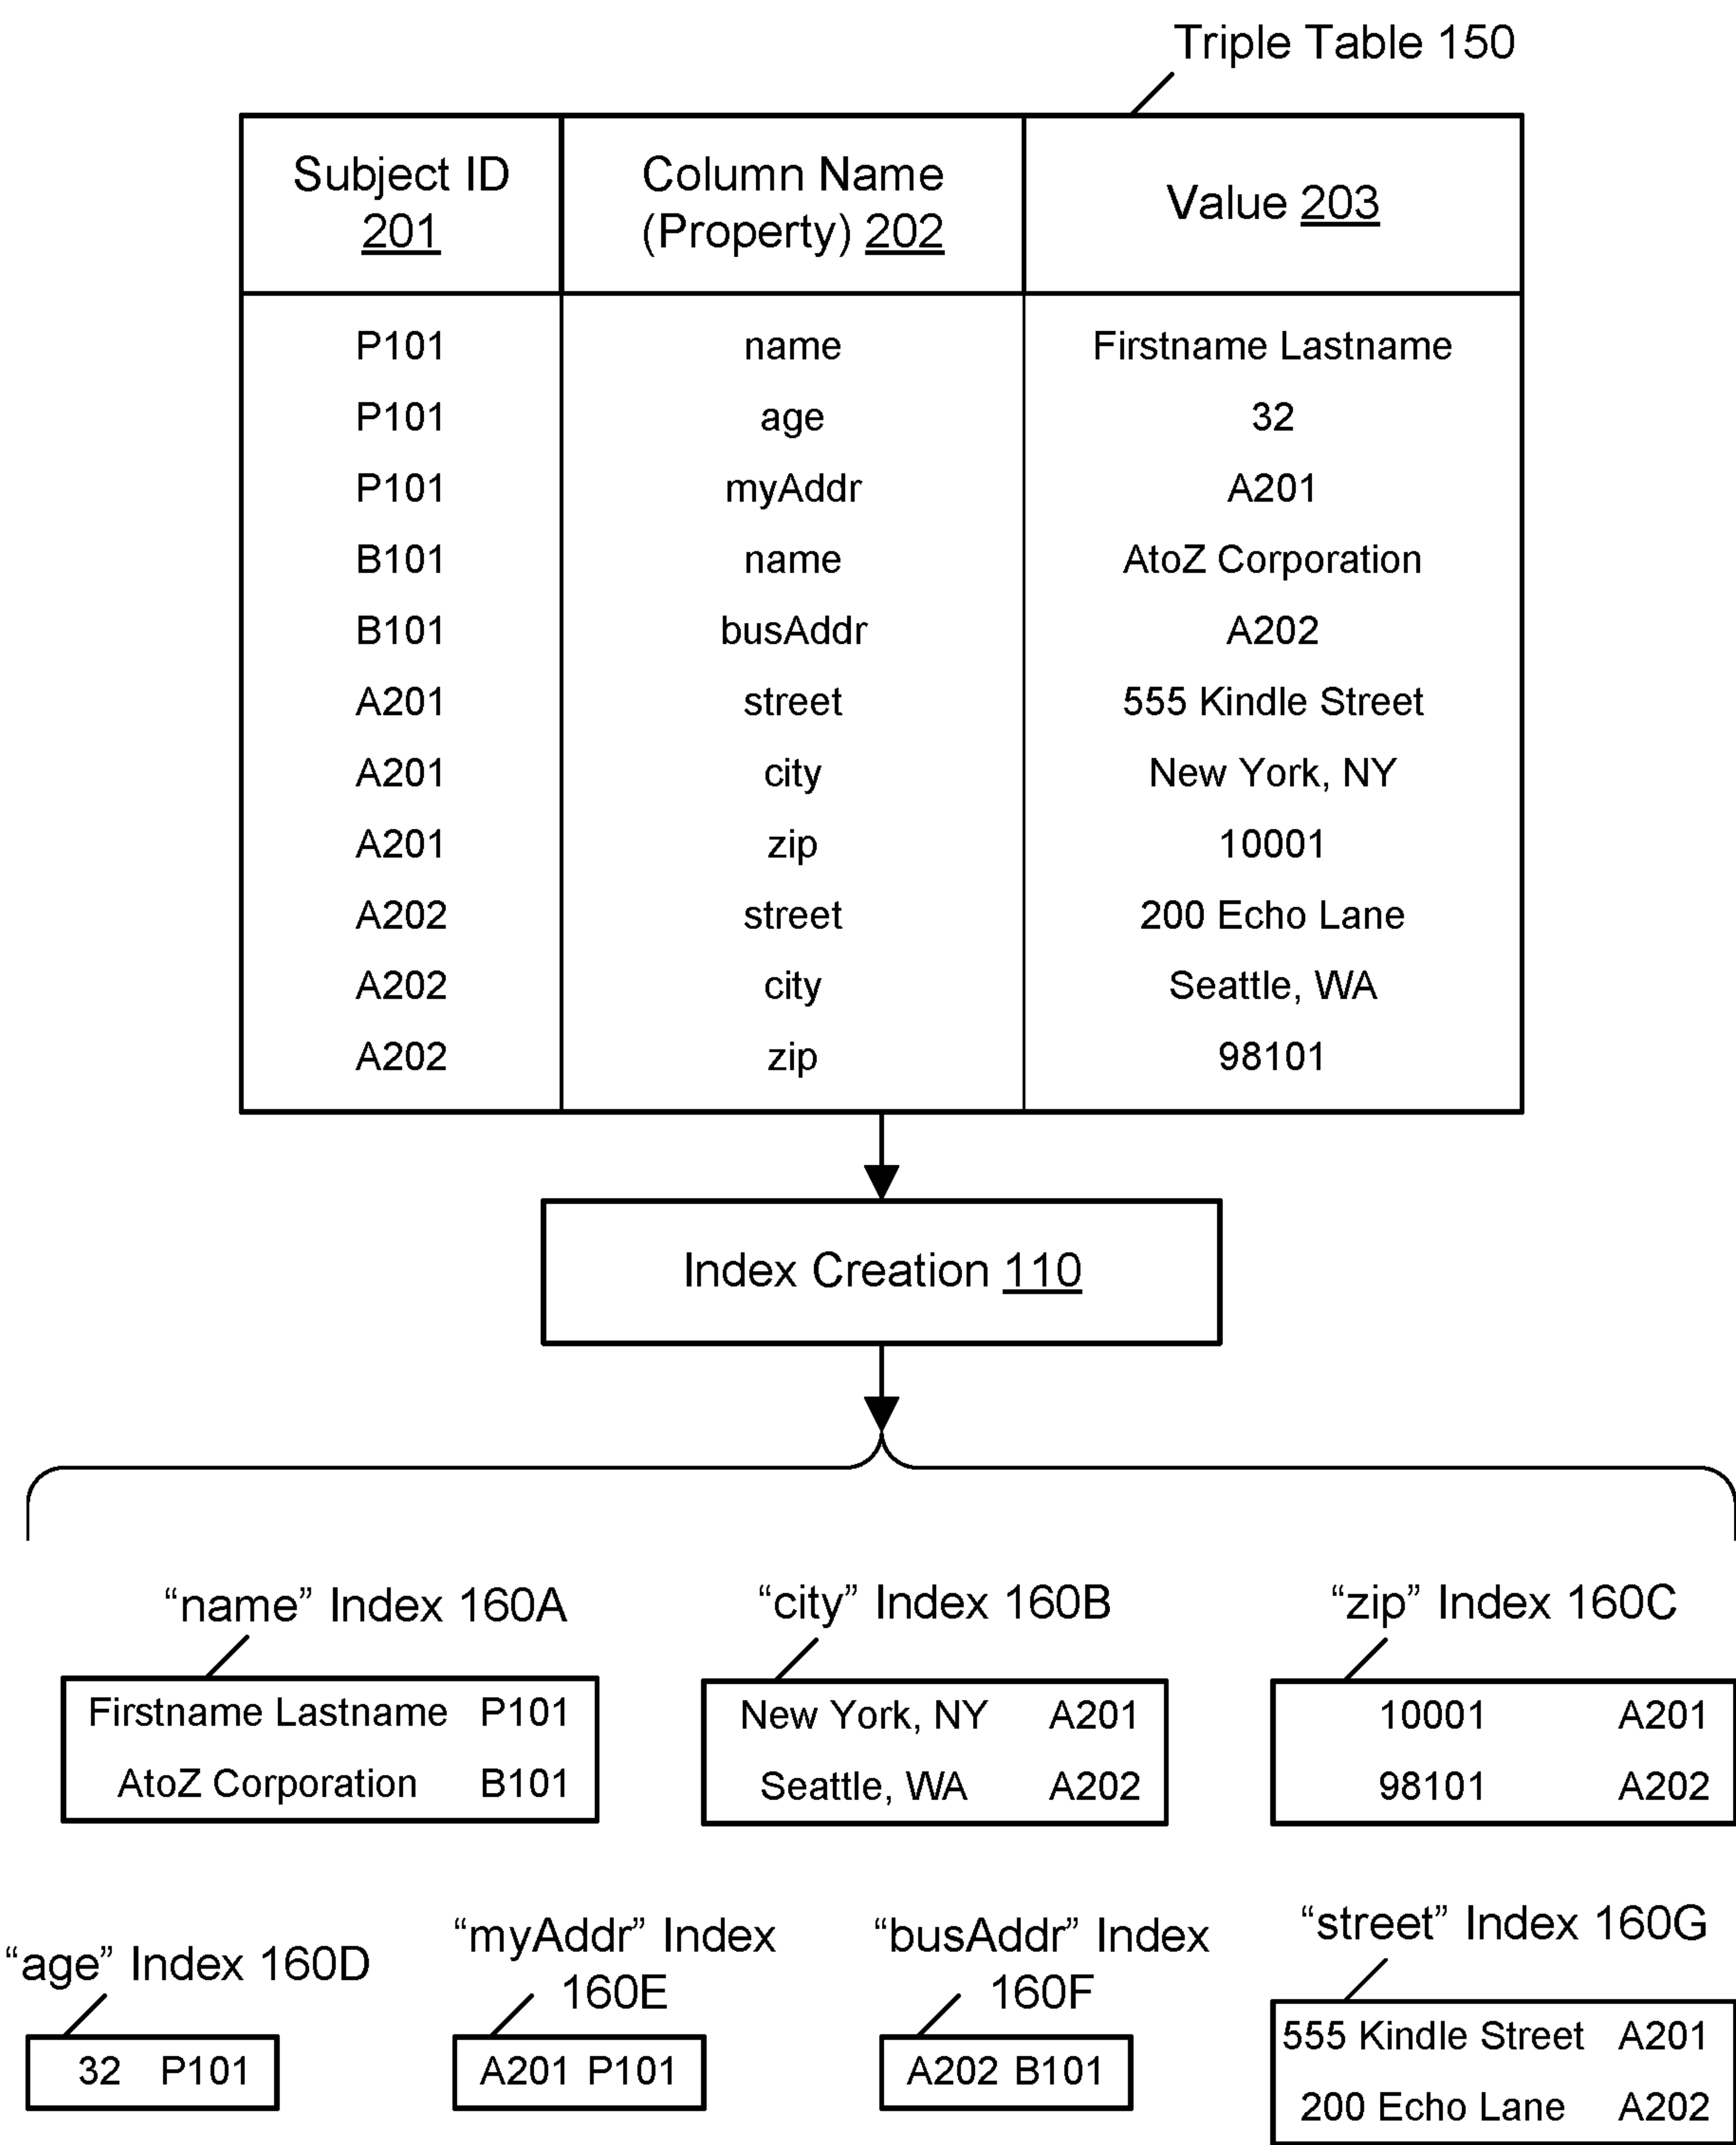 Triple Table 150
Subject ID 201 Column Name (Property) 202 Value 203
P101 name Firstname Lastname
P101 age 32
P101 myAddr A201
B101 name AtoZ Corporation
B101 busAddr A202
A201 street 555 Kindle Street
A201 city New York, NY
A201 zip 10001
A202 street 200 Echo Lane
A202 city Seattle, WA
A202 zip 98101
Index Creation 110
“name” Index 160A
Firstname Lastname P101
AtoZ Corporation B101
“city” Index 160B
New York, NY A201
Seattle, WA A202
“zip” Index 160C
10001 A201
98101 A202
“age” Index 160D
32 P101
“myAddr” Index
160E
A201 P101
“busAddr” Index
160F
A202 B101
“street” Index 160G
555 Kindle Street A201
200 Echo Lane A202